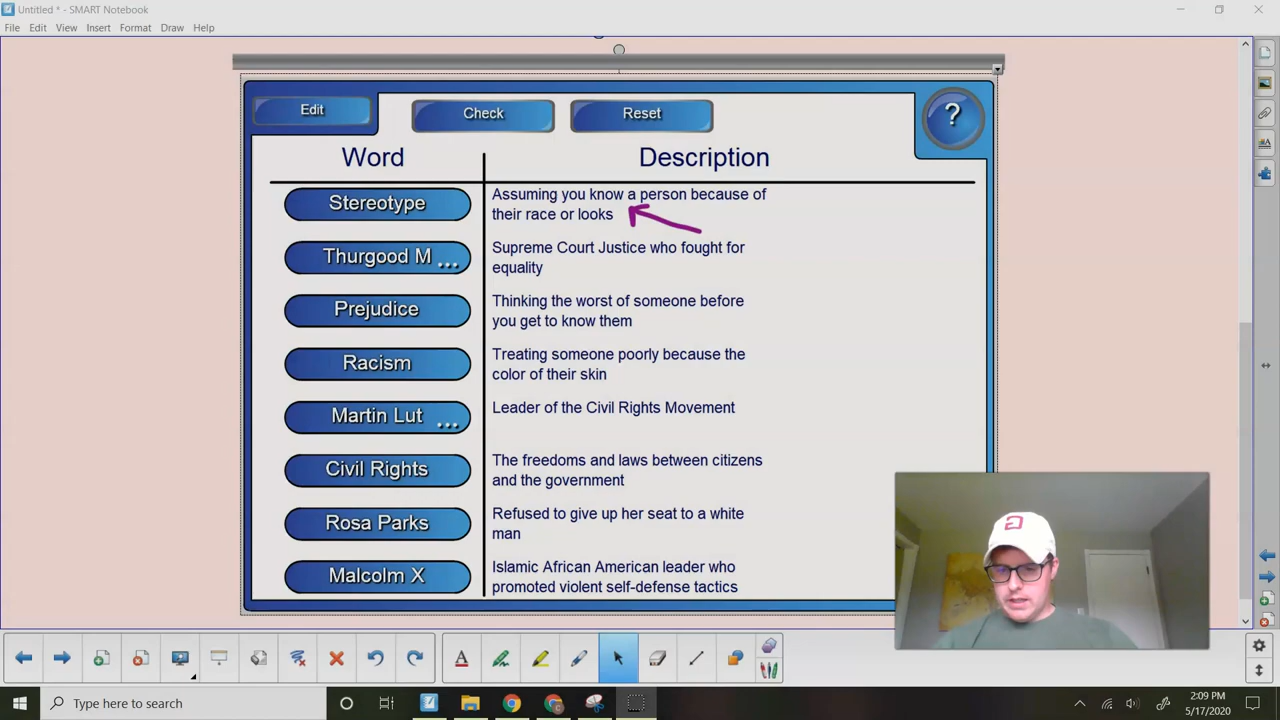 Untitled * - SMART Notebook
File Edit View Insert Format Draw Help
Edit
Check
Reset
?
Word
Description
Stereotype
Assuming you know a person because of
their race or looks
Thurgood M ...
Supreme Court Justice who fought for
equality
Prejudice
Thinking the worst of someone before
you get to know them
Racism
Treating someone poorly because the
color of their skin
Martin Lut ...
Leader of the Civil Rights Movement
Civil Rights
The freedoms and laws between citizens
and the government
Rosa Parks
Refused to give up her seat to a white
man
Malcolm X
Islamic African American leader who
promoted violent self-defense tactics
Type here to search
2:09 PM
5/17/2020